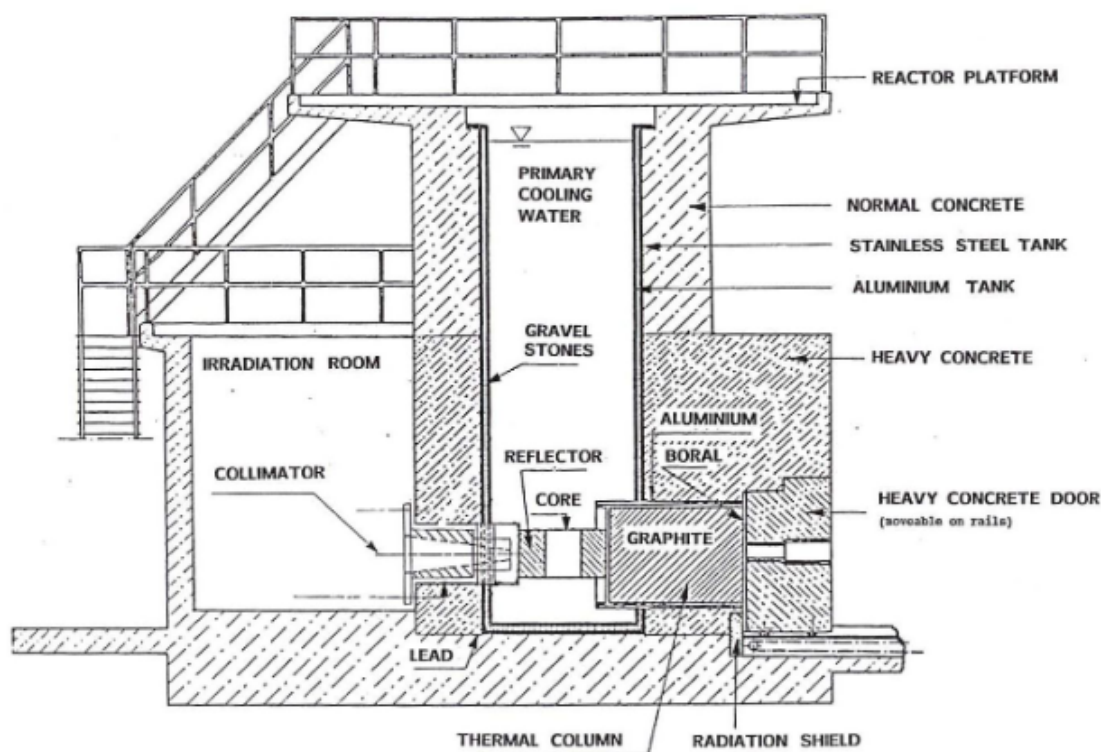 REACTOR PLATFORM
PRIMARY
COOLING
WATER
NORMAL CONCRETE
STAINLESS STEEL TANK
ALUMINIUM TANK
GRAVEL
STONES
HEAVY CONCRETE
IRRADIATION ROOM
ALUMINIUM
BORAL
REFLECTOR
COLLIMATOR
CORE
HEAVY CONCRETE DOOR
(moveable on rails)
GRAPHITE
LEAD
THERMAL COLUMN
RADIATION SHIELD